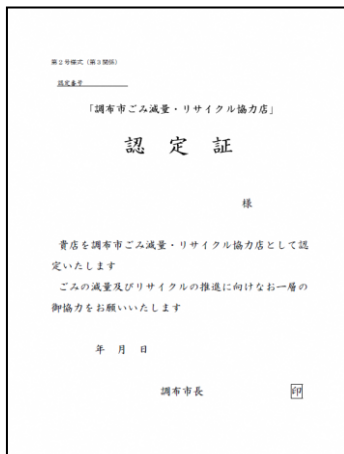 第２号様式（第３関係）
認定番号
「調布市ごみ減量・リサイクル協力店」
認 定 証
様
貴店を調布市ごみ減量・リサイクル協力店として認
定いたします
ごみの減量及びリサイクルの推進に向けなお一層の
御協力をお願いいたします
年 月 日
調布市長 印